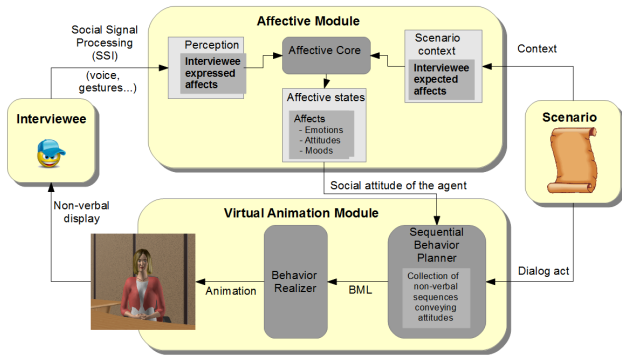 Social Signal
Processing
(SSI)
(voice,
gestures...)
Affective Module
Perception
Interviewee
expressed
affects
Affective Core
Scenario
context
Interviewee
expected
affects
Context
Affective states
Affects
- Emotions
- Attitudes
- Moods
Interviewee
Scenario
Social attitude of the agent
Non-verbal
display
Virtual Animation Module
Animation
Behavior
Realizer
BML
Sequential
Behavior
Planner
Collection of
non-verbal
sequences
conveying
attitudes
Dialog act